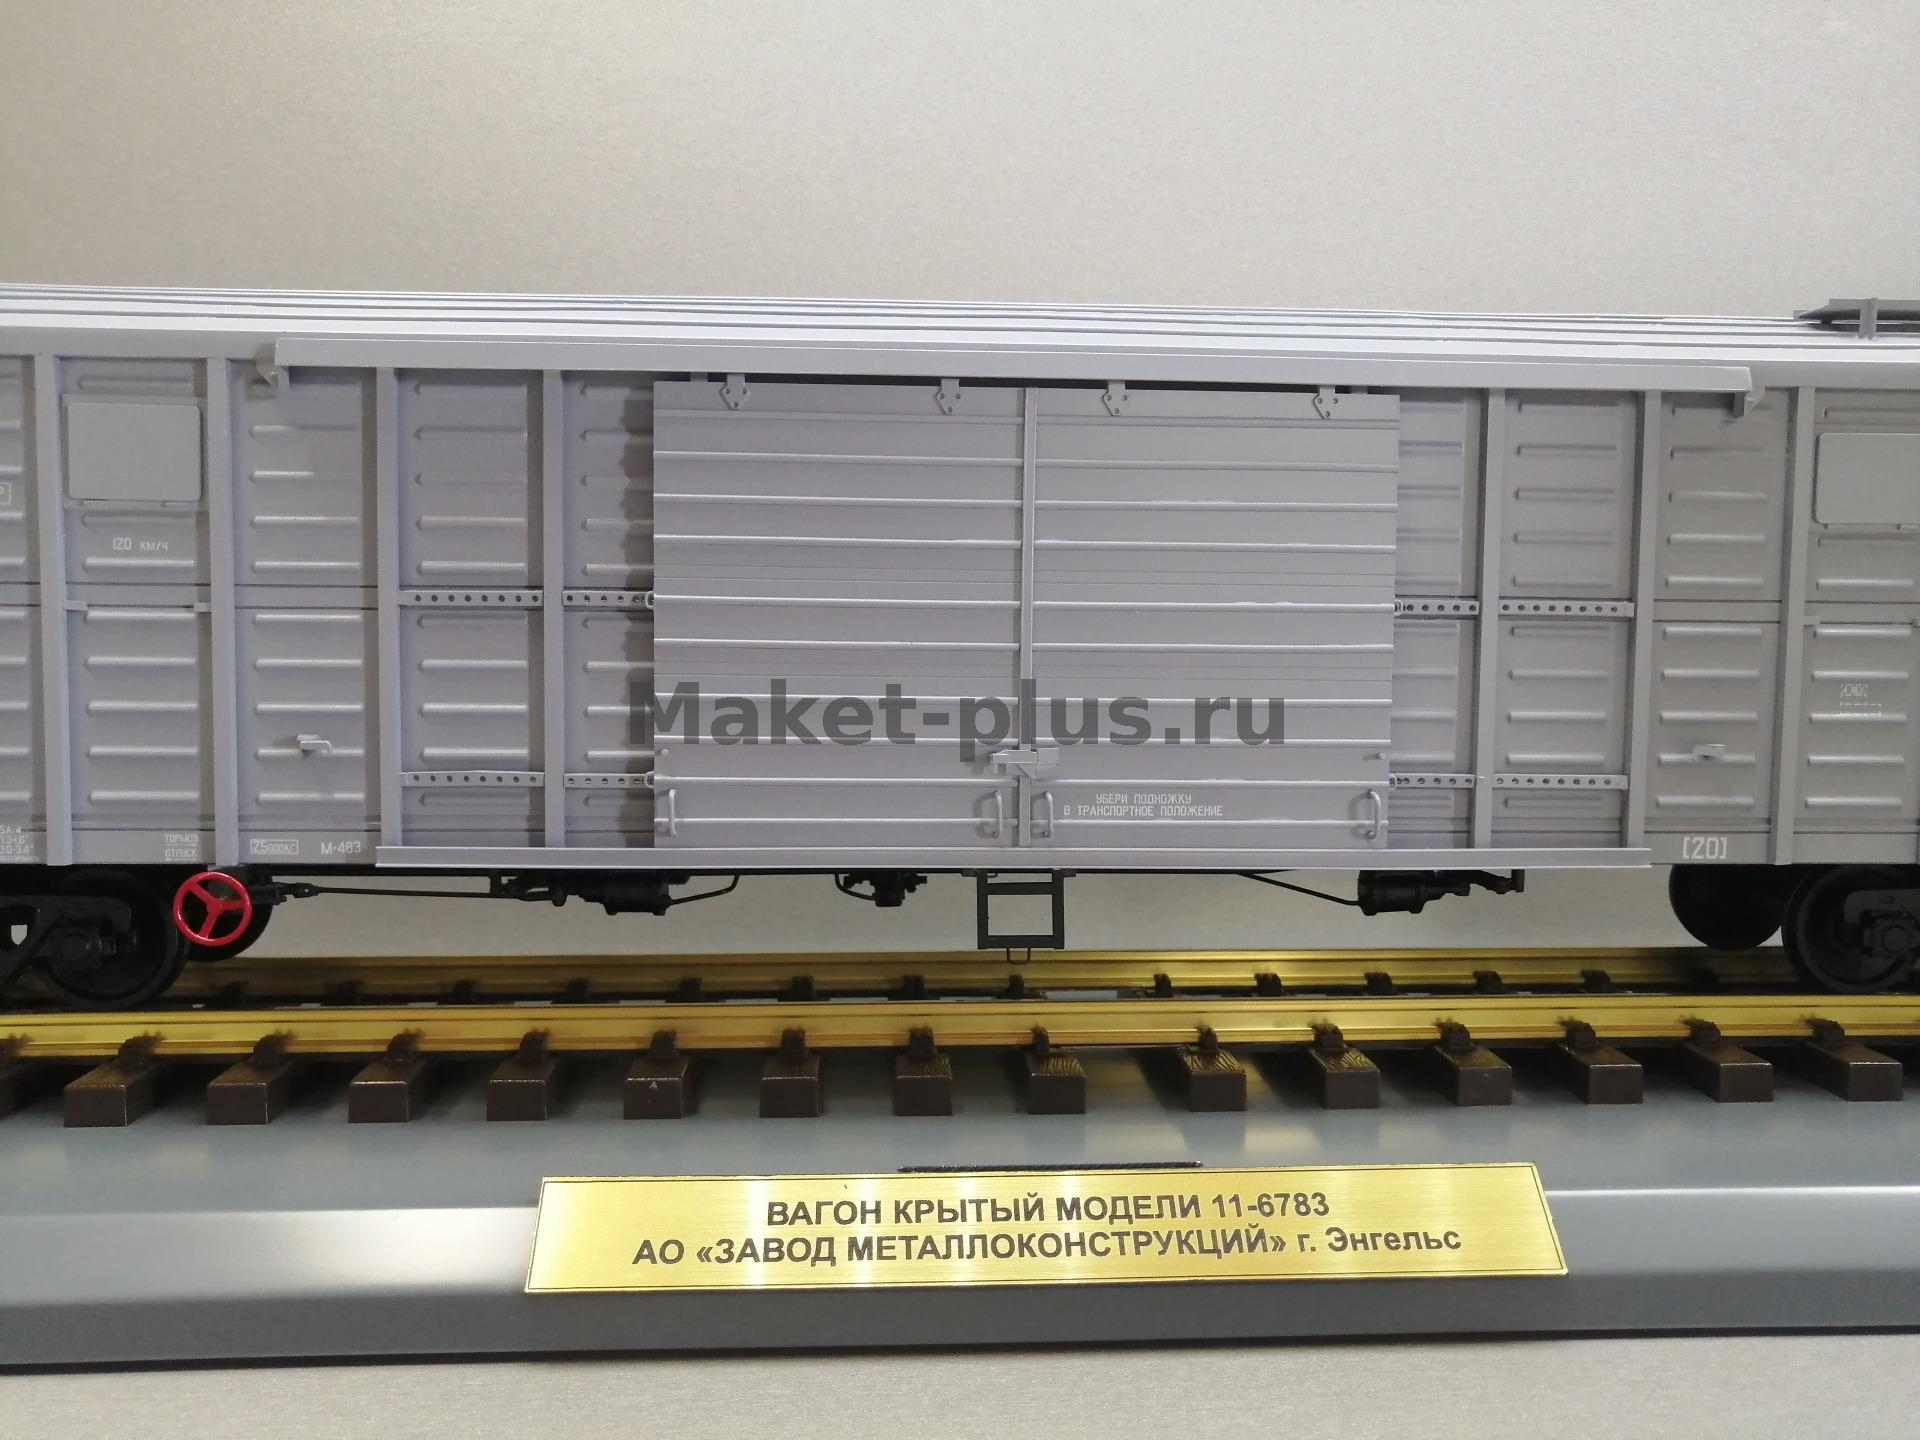 120 КМ/Ч
Maket-plus.ru
УБЕРИ ПОДНОЖКУ
В ТРАНСПОРТНОЕ ПОЛОЖЕНИЕ
ТОРМОЗ
ОТПУСК
25000КГ
М-483
[20]
ВАГОН КРЫТЫЙ МОДЕЛИ 11-6783
АО «ЗАВОД МЕТАЛЛОКОНСТРУКЦИЙ» г. Энгельс